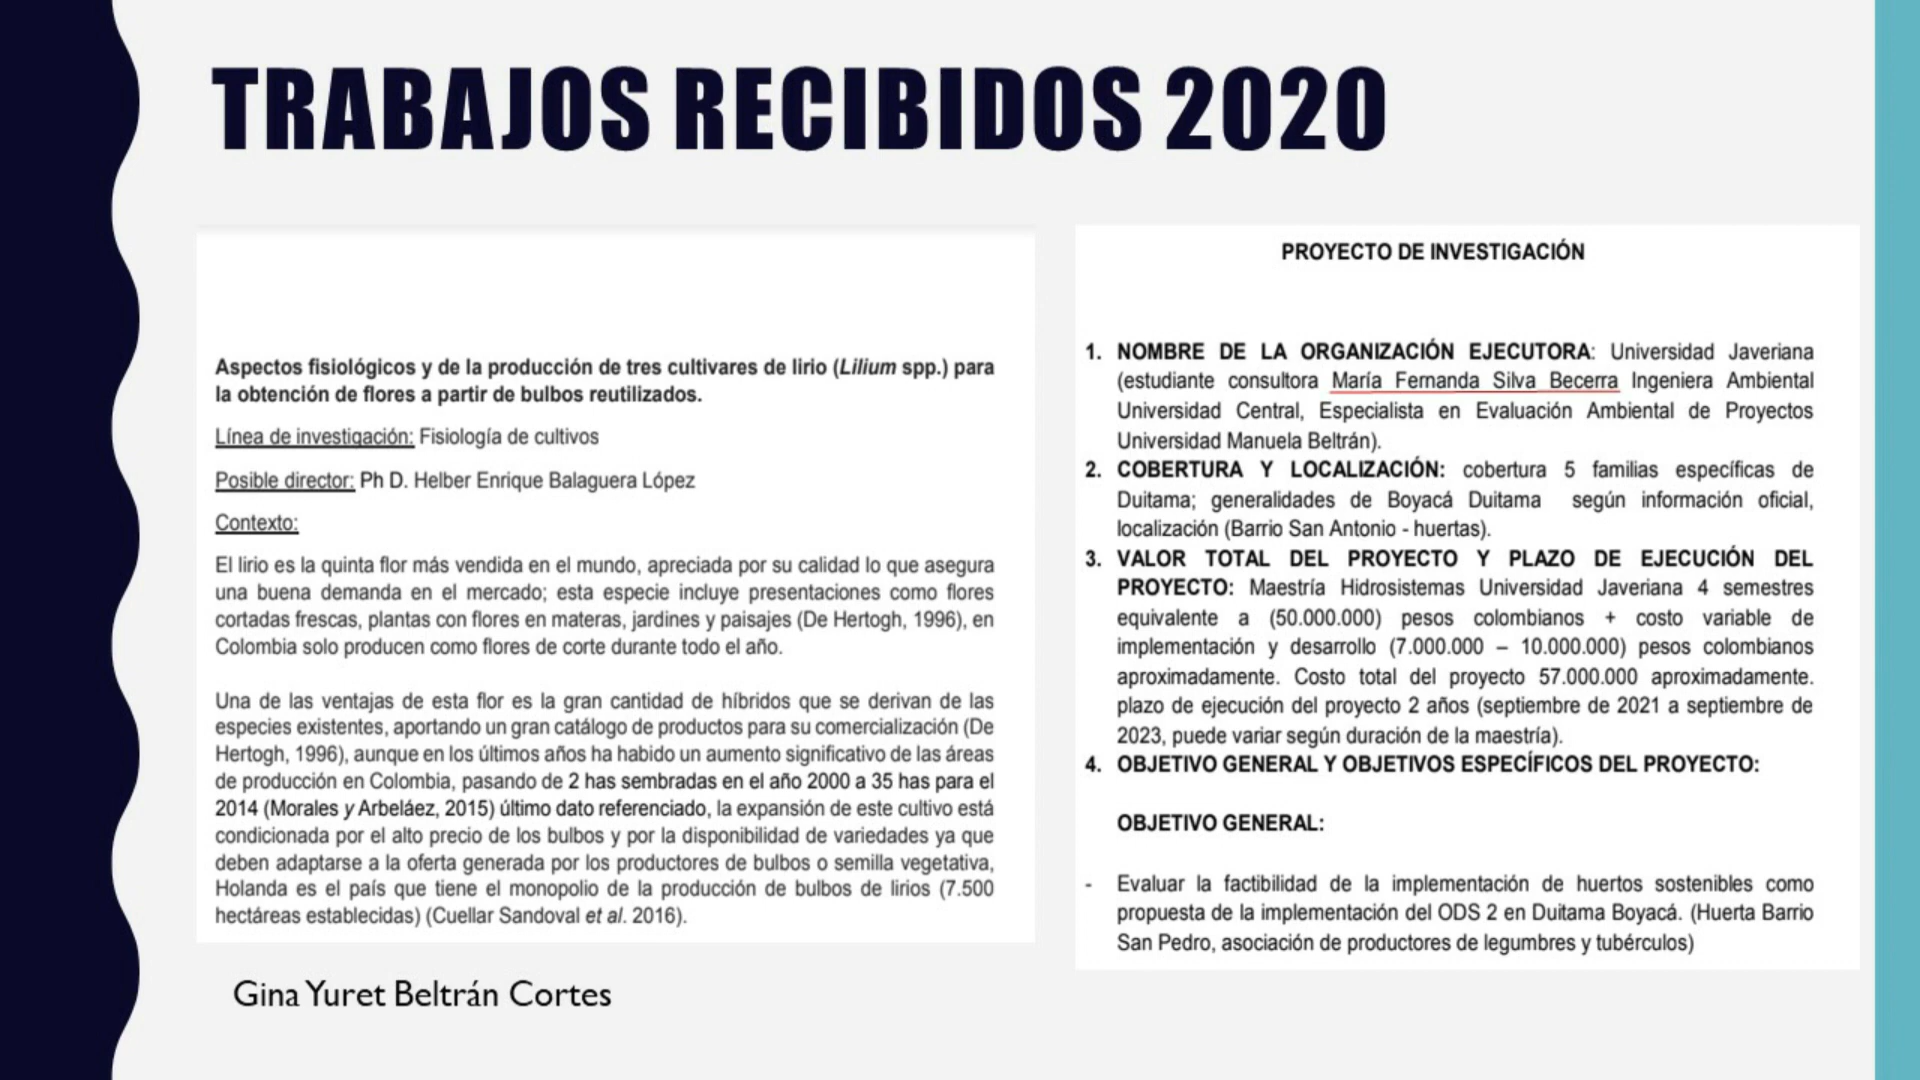 TRABAJOS RECIBIDOS 2020
Aspectos fisiológicos y de la producción de tres cultivares de lirio (Lilium spp.) para
la obtención de flores a partir de bulbos reutilizados.
Línea de investigación: Fisiología de cultivos
Posible director: Ph D. Helber Enrique Balaguera López
Contexto:
El lirio es la quinta flor más vendida en el mundo, apreciada por su calidad lo que asegura
una buena demanda en el mercado; esta especie incluye presentaciones como flores
cortadas frescas, plantas con flores en materas, jardines y paisajes (De Hertogh, 1996), en
Colombia solo producen como flores de corte durante todo el año.
Una de las ventajas de esta flor es la gran cantidad de híbridos que se derivan de las
especies existentes, aportando un gran catálogo de productos para su comercialización (De
Hertogh, 1996), aunque en los últimos años ha habido un aumento significativo de las áreas
de producción en Colombia, pasando de 2 has sembradas en el año 2000 a 35 has para el
2014 (Morales y Arbeláez, 2015) último dato referenciado, la expansión de este cultivo está
condicionada por el alto precio de los bulbos y por la disponibilidad de variedades ya que
deben adaptarse a la oferta generada por los productores de bulbos o semilla vegetativa,
Holanda es el país que tiene el monopolio de la producción de bulbos de lirios (7.500
hectáreas establecidas) (Cuellar Sandoval et al. 2016).
Gina Yuret Beltrán Cortes
PROYECTO DE INVESTIGACIÓN
1. NOMBRE DE LA ORGANIZACIÓN EJECUTORA: Universidad Javeriana
(estudiante consultora María Fernanda Silva Becerra Ingeniera Ambiental
Universidad Central, Especialista en Evaluación Ambiental de Proyectos
Universidad Manuela Beltrán).
2. COBERTURA Y LOCALIZACIÓN: cobertura 5 familias específicas de
Duitama; generalidades de Boyacá Duitama según información oficial,
localización (Barrio San Antonio - huertas).
3. VALOR TOTAL DEL PROYECTO Y PLAZO DE EJECUCIÓN DEL
PROYECTO: Maestría Hidrosistemas Universidad Javeriana 4 semestres
equivalente a (50.000.000) pesos colombianos + costo variable de
implementación y desarrollo (7.000.000 – 10.000.000) pesos colombianos
aproximadamente. Costo total del proyecto 57.000.000 aproximadamente.
plazo de ejecución del proyecto 2 años (septiembre de 2021 a septiembre de
2023, puede variar según duración de la maestría).
4. OBJETIVO GENERAL Y OBJETIVOS ESPECÍFICOS DEL PROYECTO:
OBJETIVO GENERAL:
- Evaluar la factibilidad de la implementación de huertos sostenibles como
propuesta de la implementación del ODS 2 en Duitama Boyacá. (Huerta Barrio
San Pedro, asociación de productores de legumbres y tubérculos)